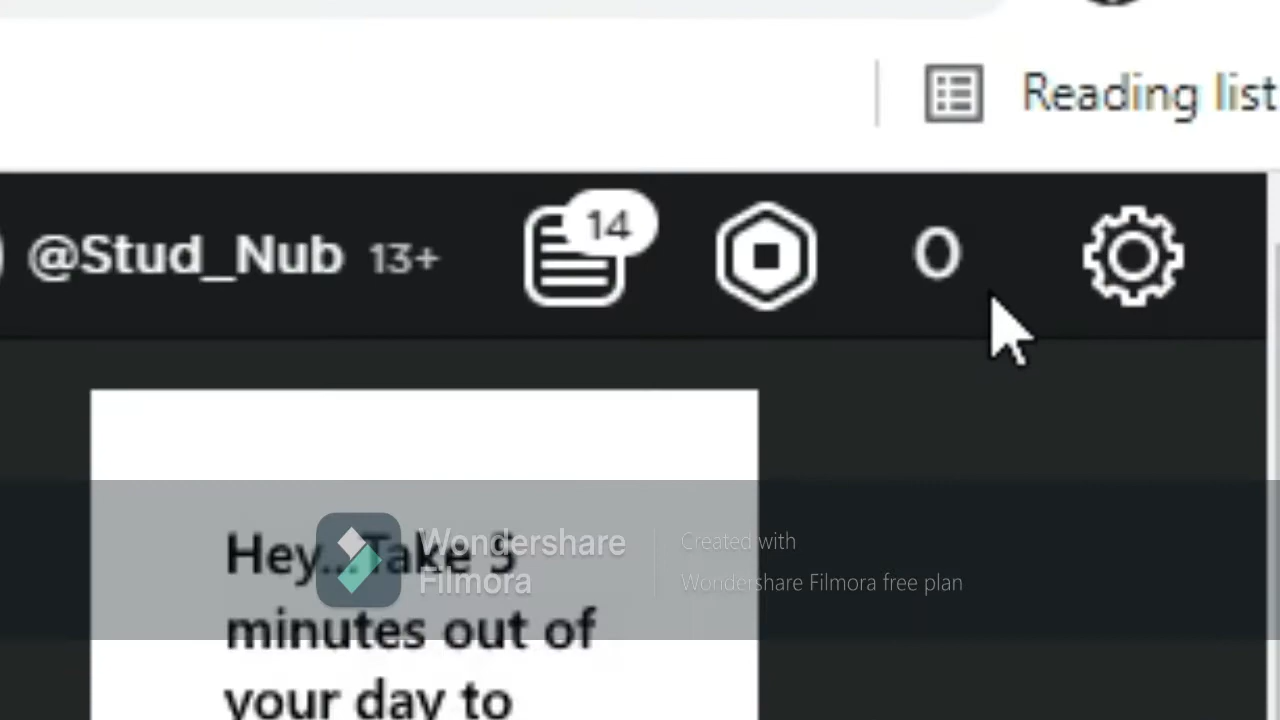 Reading list
@Stud_Nub 13+ 14 0
Hey...Take 5
minutes out of
your day to
Wondershare
Filmora
Created with
Wondershare Filmora free plan